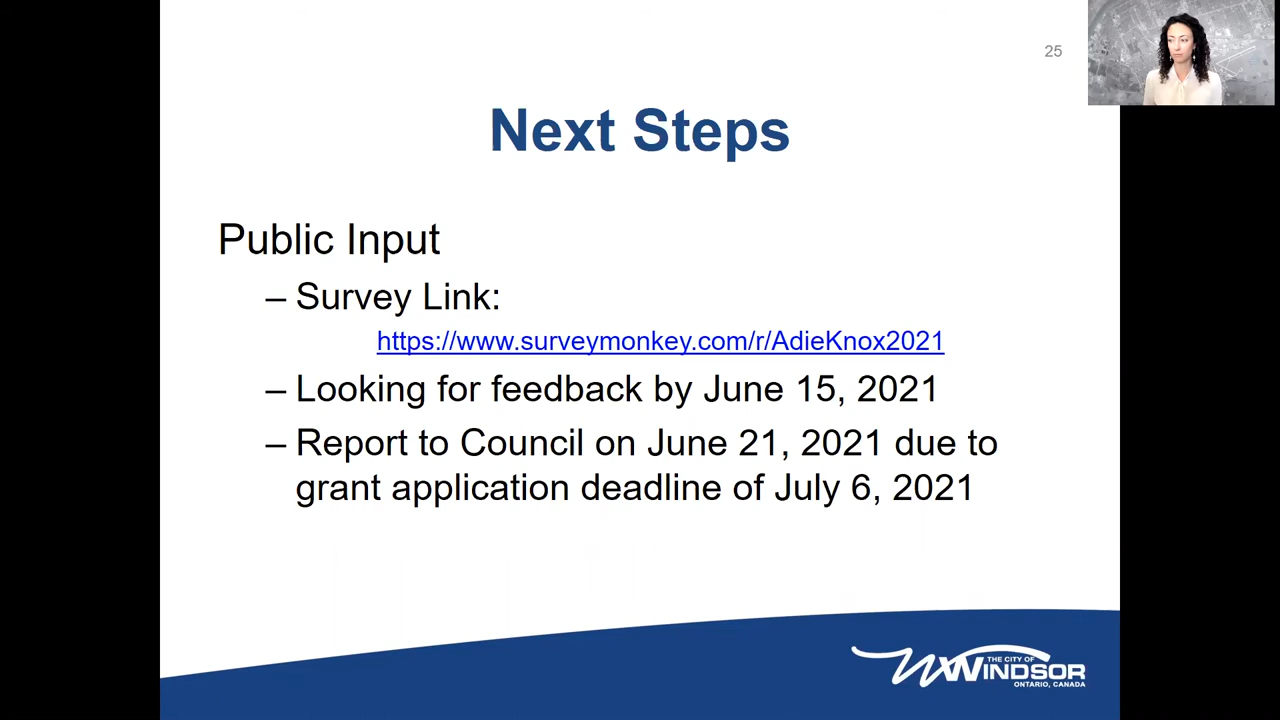 25
Next Steps
Public Input
– Survey Link:
https://www.surveymonkey.com/r/AdieKnox2021
– Looking for feedback by June 15, 2021
– Report to Council on June 21, 2021 due to
grant application deadline of July 6, 2021
THE CITY OF
WINDSOR
ONTARIO, CANADA